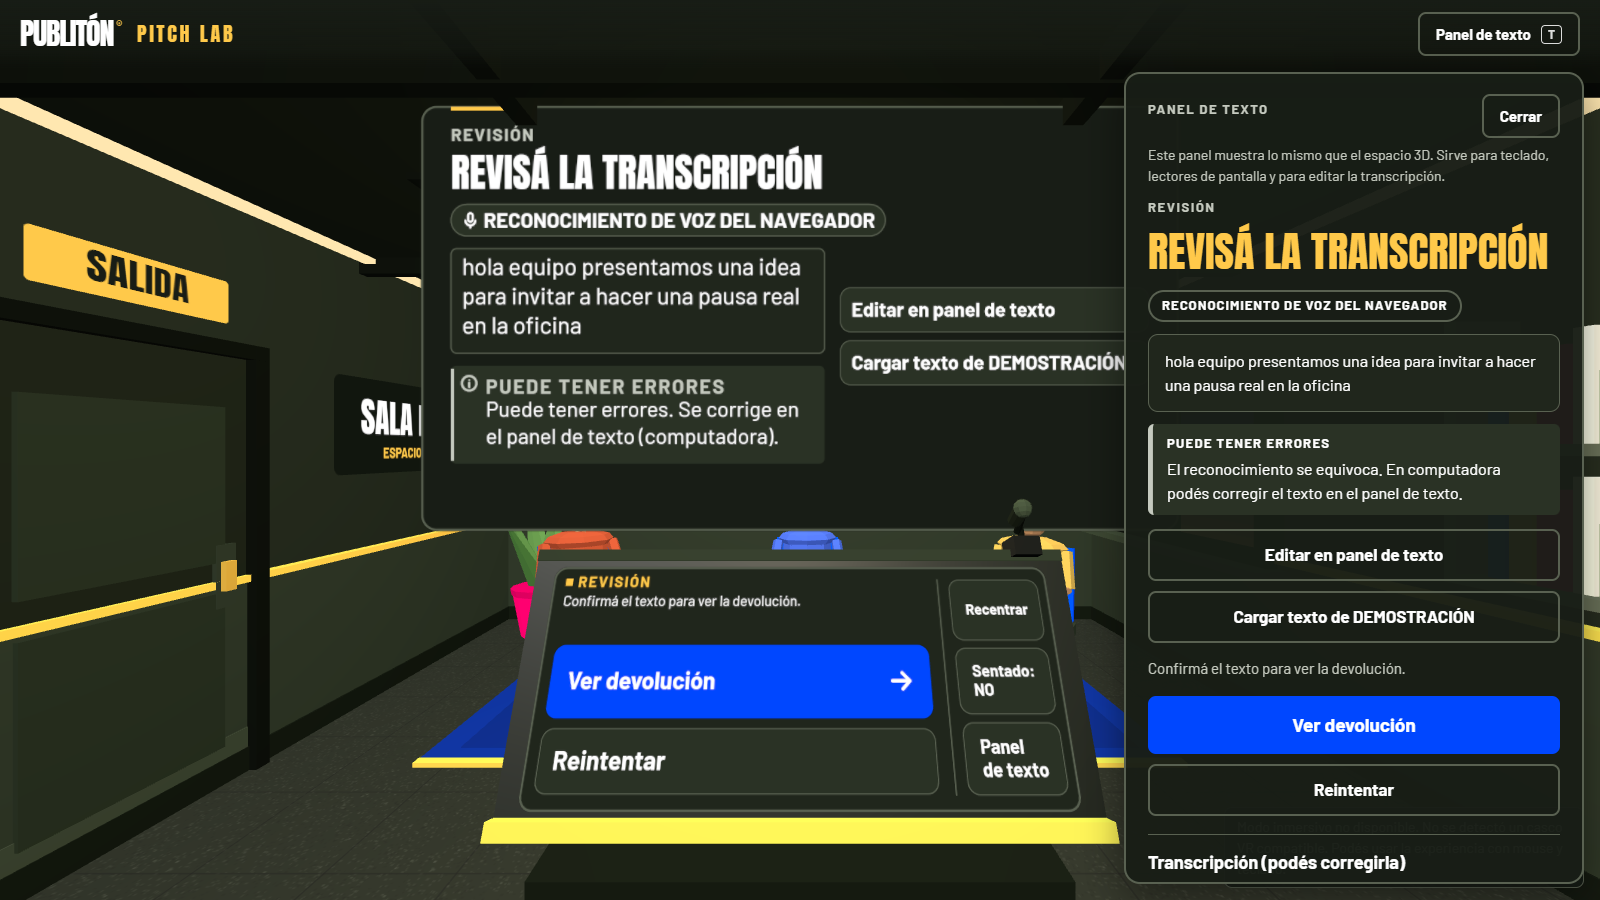 PUBLITÓN PITCH LAB
Panel de texto T
SALIDA
SALA
ESPACIO
REVISIÓN
REVISÁ LA TRANSCRIPCIÓN
RECONOCIMIENTO DE VOZ DEL NAVEGADOR
hola equipo presentamos una idea
para invitar a hacer una pausa real
en la oficina
PUEDE TENER ERRORES
Puede tener errores. Se corrige en
el panel de texto (computadora).
Editar en panel de texto
Cargar texto de DEMOSTRACIÓN
REVISIÓN
Confirmá el texto para ver la devolución.
Ver devolución
Reintentar
Recentrar
Sentado:
NO
Panel
de texto
PANEL DE TEXTO
Cerrar
Este panel muestra lo mismo que el espacio 3D. Sirve para teclado,
lectores de pantalla y para editar la transcripción.
REVISIÓN
REVISÁ LA TRANSCRIPCIÓN
RECONOCIMIENTO DE VOZ DEL NAVEGADOR
hola equipo presentamos una idea para invitar a hacer
una pausa real en la oficina
PUEDE TENER ERRORES
El reconocimiento se equivoca. En computadora
podés corregir el texto en el panel de texto.
Editar en panel de texto
Cargar texto de DEMOSTRACIÓN
Confirmá el texto para ver la devolución.
Ver devolución
Reintentar
Transcripción (podés corregirla)